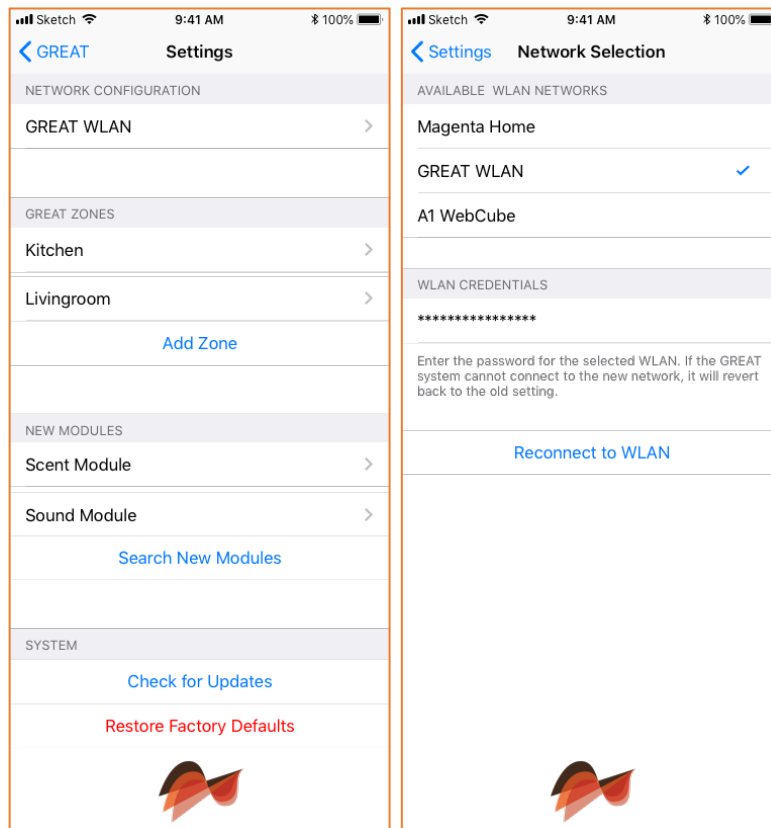 Sketch 9:41 AM 100%
GREAT Settings
NETWORK CONFIGURATION
GREAT WLAN
GREAT ZONES
Kitchen
Livingroom
Add Zone
NEW MODULES
Scent Module
Sound Module
Search New Modules
SYSTEM
Check for Updates
Restore Factory Defaults
Sketch 9:41 AM 100%
Settings Network Selection
AVAILABLE WLAN NETWORKS
Magenta Home
GREAT WLAN
A1 WebCube
WLAN CREDENTIALS
****************
Enter the password for the selected WLAN. If the GREAT
system cannot connect to the new network, it will revert
back to the old setting.
Reconnect to WLAN